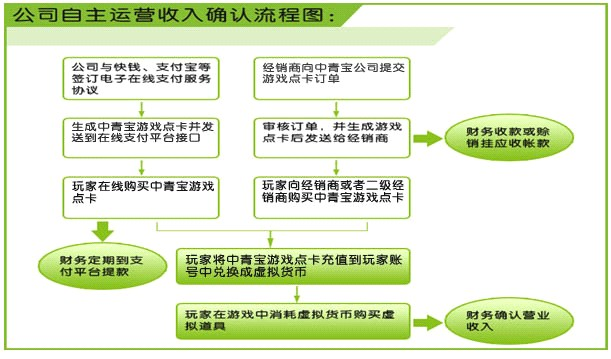 公司自主运营收入确认流程图：
公司与快钱、支付宝等
签订电子在线支付服务
协议
经销商向中青宝公司提交
游戏点卡订单
生成中青宝游戏点卡并发
送到在线支付平台接口
审核订单，并生成游戏
点卡后发送给经销商
财务收款或赊
销挂应收帐款
玩家在线购买中青宝游戏
点卡
玩家向经销商或者二级经
销商购买中青宝游戏点卡
财务定期到支
付平台提款
玩家将中青宝游戏点卡充值到玩家账
号中兑换成虚拟货币
玩家在游戏中消耗虚拟货币购买虚
拟道具
财务确认营业
收入